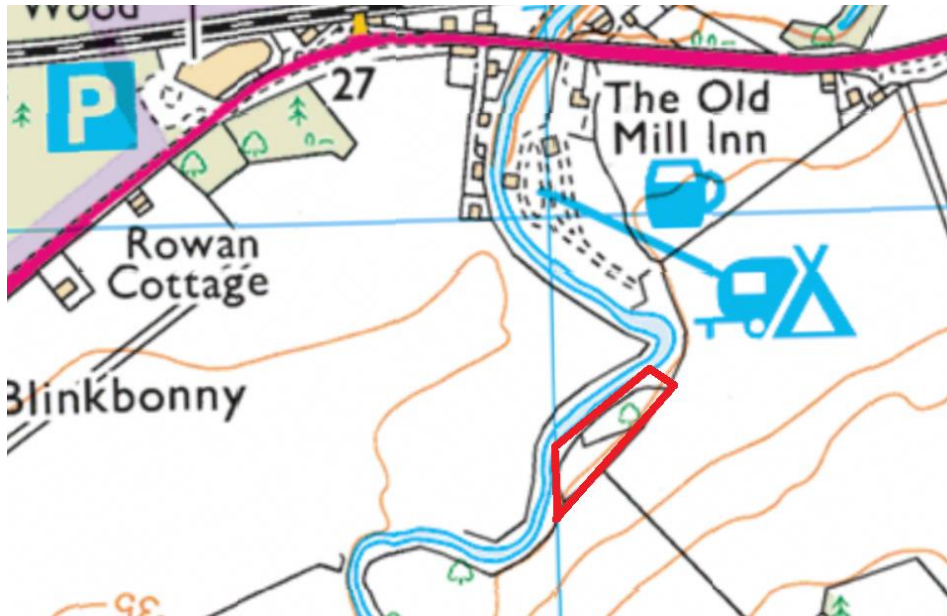 Wood
P
27
The Old
Mill Inn
Rowan
Cottage
Blinkbonny
35